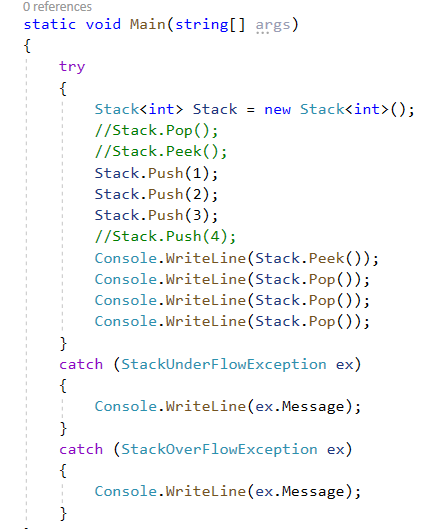 0 references
static void Main(string[] args)
{
try
{
Stack<int> Stack = new Stack<int>();
//Stack.Pop();
//Stack.Peek();
Stack.Push(1);
Stack.Push(2);
Stack.Push(3);
//Stack.Push(4);
Console.WriteLine(Stack.Peek());
Console.WriteLine(Stack.Pop());
Console.WriteLine(Stack.Pop());
Console.WriteLine(Stack.Pop());
}
catch (StackUnderFlowException ex)
{
Console.WriteLine(ex.Message);
}
catch (StackOverFlowException ex)
{
Console.WriteLine(ex.Message);
}